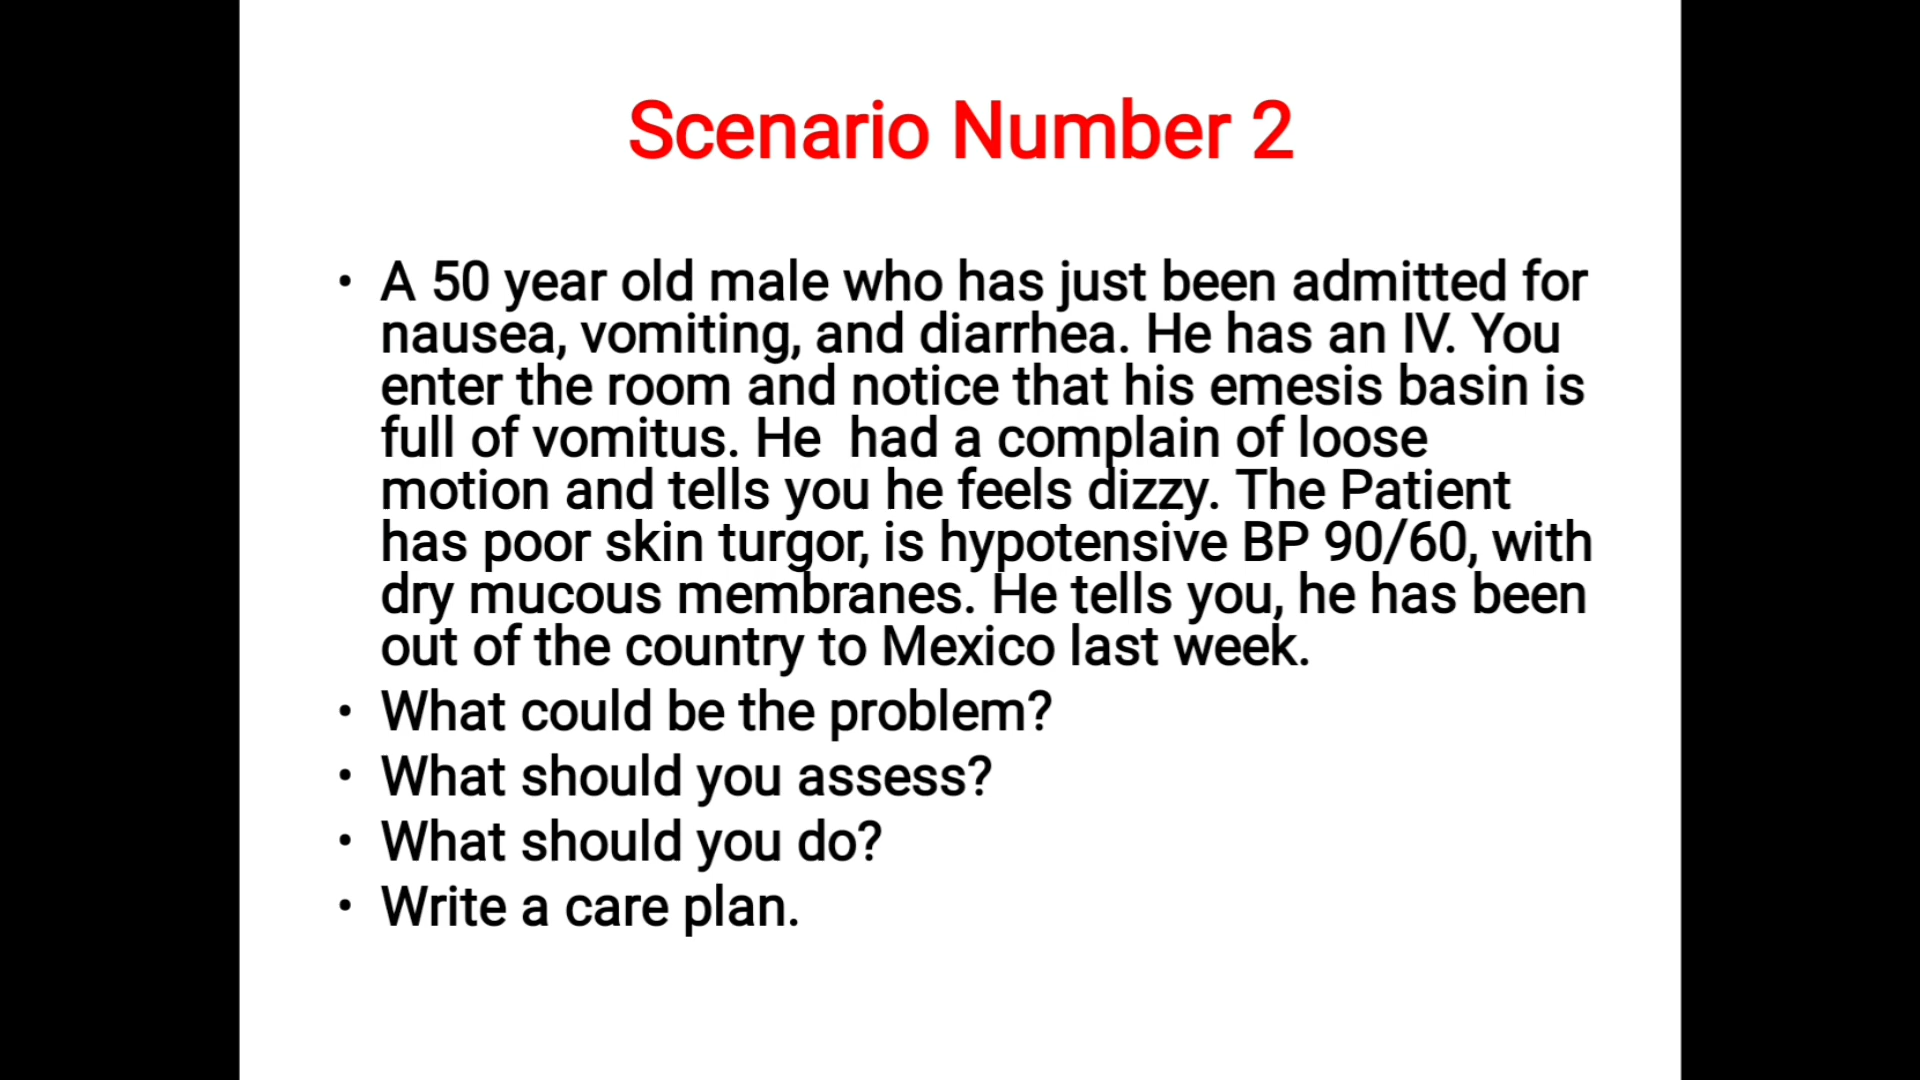 Scenario Number 2
• A 50 year old male who has just been admitted for
nausea, vomiting, and diarrhea. He has an IV. You
enter the room and notice that his emesis basin is
full of vomitus. He  had a complain of loose
motion and tells you he feels dizzy. The Patient
has poor skin turgor, is hypotensive BP 90/60, with
dry mucous membranes. He tells you, he has been
out of the country to Mexico last week.
• What could be the problem?
• What should you assess?
• What should you do?
• Write a care plan.